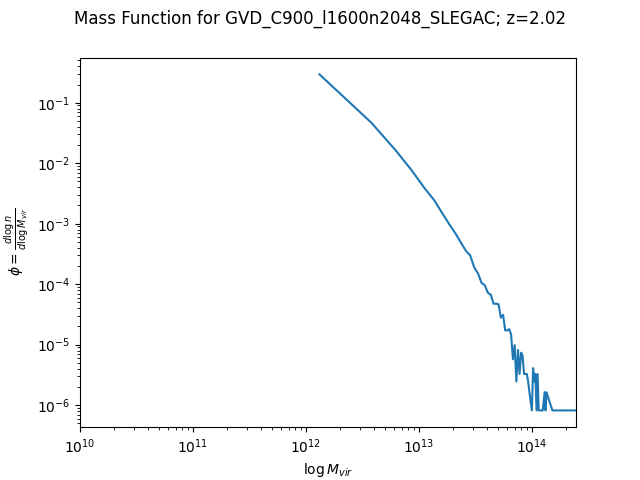 Mass Function for GVD_C900_l1600n2048_SLEGAC; z=2.02
10⁻¹
10⁻²
10⁻³
10⁻⁴
10⁻⁵
10⁻⁶
ϕ = d log n / d log M_vir
10¹⁰ 10¹¹ 10¹² 10¹³ 10¹⁴
log M_vir